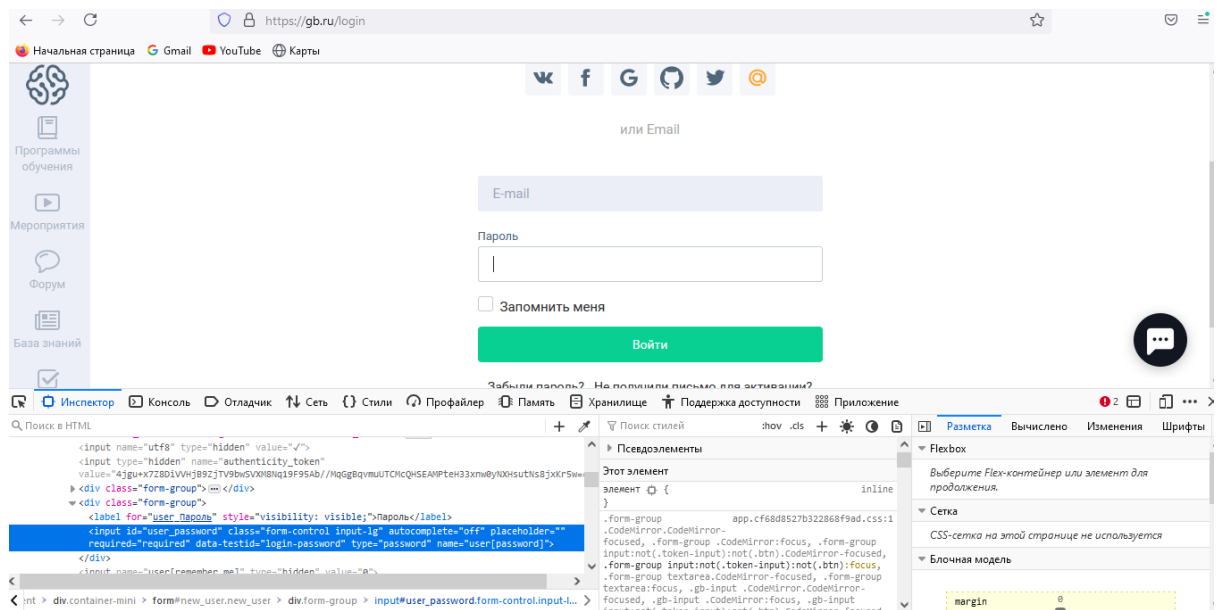 https://gb.ru/login
Начальная страница Gmail YouTube Карты
или Email
Программы
обучения
E-mail
Мероприятия
Пароль
Форум
Запомнить меня
База знаний
Войти
Забыли пароль? Не получили письмо для активации?
Инспектор Консоль Отладчик Сеть Стили Профайлер Память Хранилище Поддержка доступности Приложение 2
Поиск в HTML
<input name="utf8" type="hidden" value="✓">
<input type="hidden" name="authenticity_token"
<div class="form-group"></div>
<div class="form-group">
<label for="user_Пароль" style="visibility: visible;">Пароль</label>
<input id="user_password" class="form-control input-lg" autocomplete="off" placeholder=""
required="required" data-testid="login-password" type="password" name="user[password]">
</div>
<input name="user[remember_me]" type="hidden" value="0">
div.container-mini > form#new_user.new_user > div.form-group > input#user_password.form-control.input-l...
Поиск стилей :hov .cls
Псевдоэлементы
Этот элемент
элемент { inline
}
.form-group app.cf68d8527b322868f9ad.css:1
.CodeMirror.CodeMirror-
focused, .form-group .CodeMirror:focus, .form-group
input:not(.token-input):not(.btn).CodeMirror-focused,
.form-group input:not(.token-input):not(.btn):focus,
.form-group textarea.CodeMirror-focused, .form-group
textarea:focus, .gb-input .CodeMirror.CodeMirror-
focused, .gb-input .CodeMirror:focus, .gb-input
Разметка Вычислено Изменения Шрифты
Flexbox
Выберите Flex-контейнер или элемент для
продолжения.
Сетка
CSS-сетка на этой странице не используется
Блочная модель
margin 0